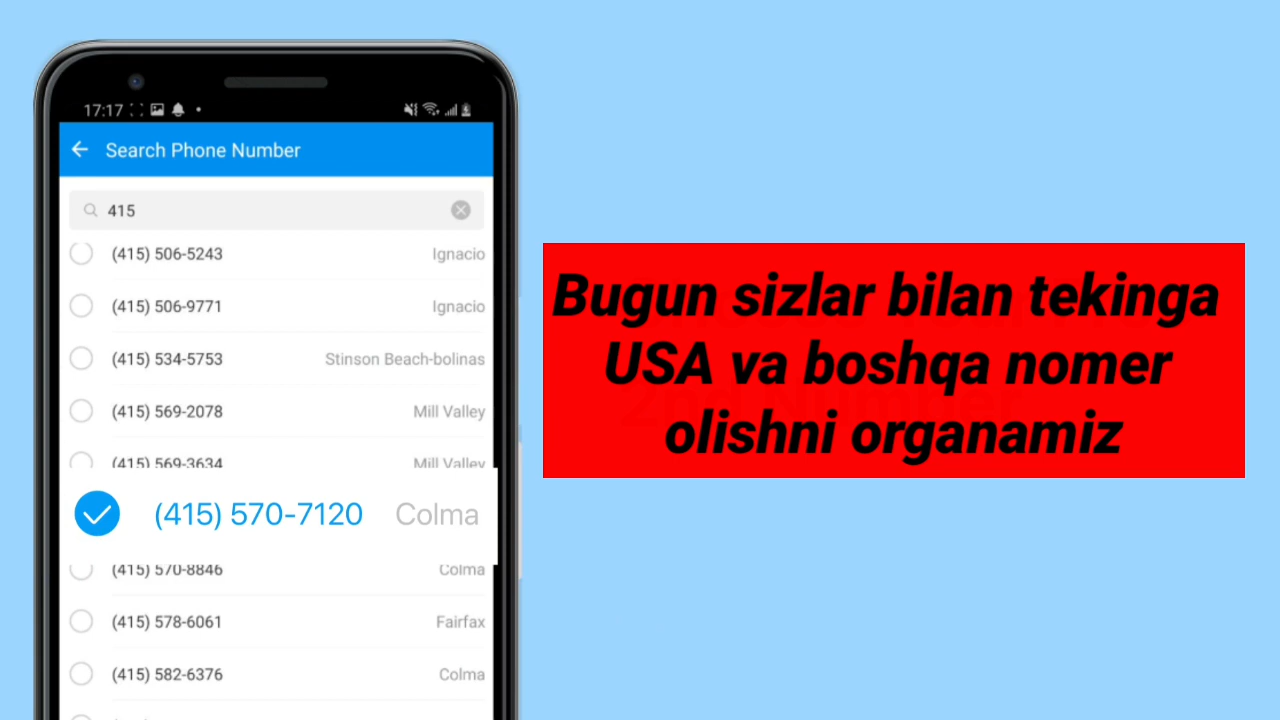 17:17
Search Phone Number
415
(415) 506-5243 Ignacio
(415) 506-9771 Ignacio
(415) 534-5753 Stinson Beach-bolinas
(415) 569-2078 Mill Valley
(415) 569-3634 Mill Valley
(415) 570-7120 Colma
(415) 570-8846 Colma
(415) 578-6061 Fairfax
(415) 582-6376 Colma
Bugun sizlar bilan tekinga
USA va boshqa nomer
olishni organamiz